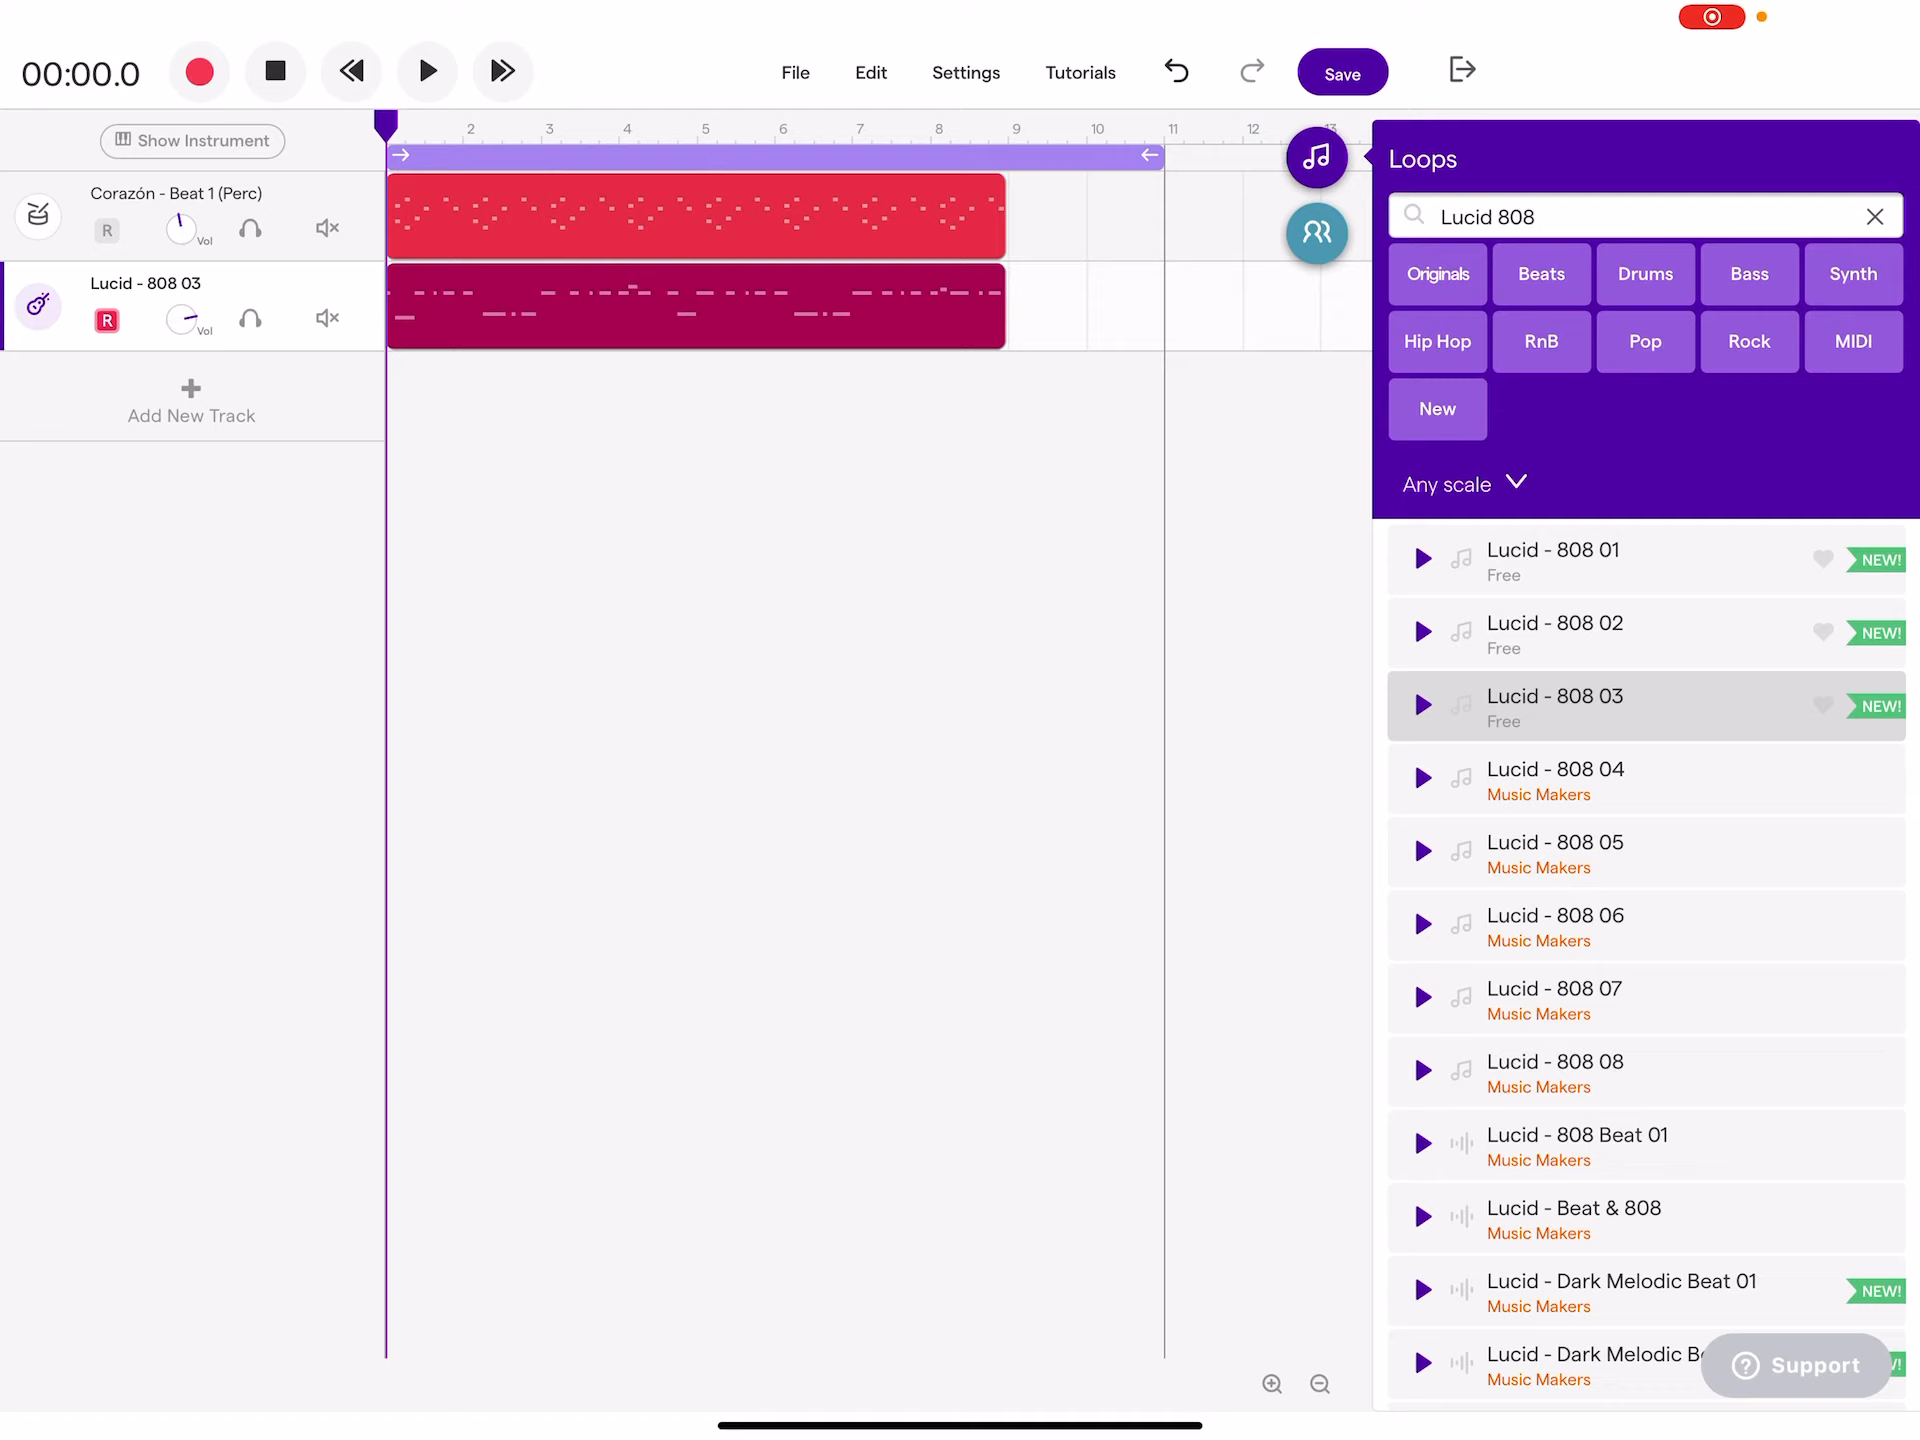 00:00.0
File
Edit
Settings
Tutorials
Save
Show Instrument
2 3 4 5 6 7 8 9 10 11 12 13
Corazón - Beat 1 (Perc)
R
Vol
Lucid - 808 03
R
Vol
Add New Track
Loops
Lucid 808
Originals
Beats
Drums
Bass
Synth
Hip Hop
RnB
Pop
Rock
MIDI
New
Any scale
Lucid - 808 01
Free
NEW!
Lucid - 808 02
Free
NEW!
Lucid - 808 03
Free
NEW!
Lucid - 808 04
Music Makers
Lucid - 808 05
Music Makers
Lucid - 808 06
Music Makers
Lucid - 808 07
Music Makers
Lucid - 808 08
Music Makers
Lucid - 808 Beat 01
Music Makers
Lucid - Beat & 808
Music Makers
Lucid - Dark Melodic Beat 01
Music Makers
NEW!
Lucid - Dark Melodic
Music Makers
Support